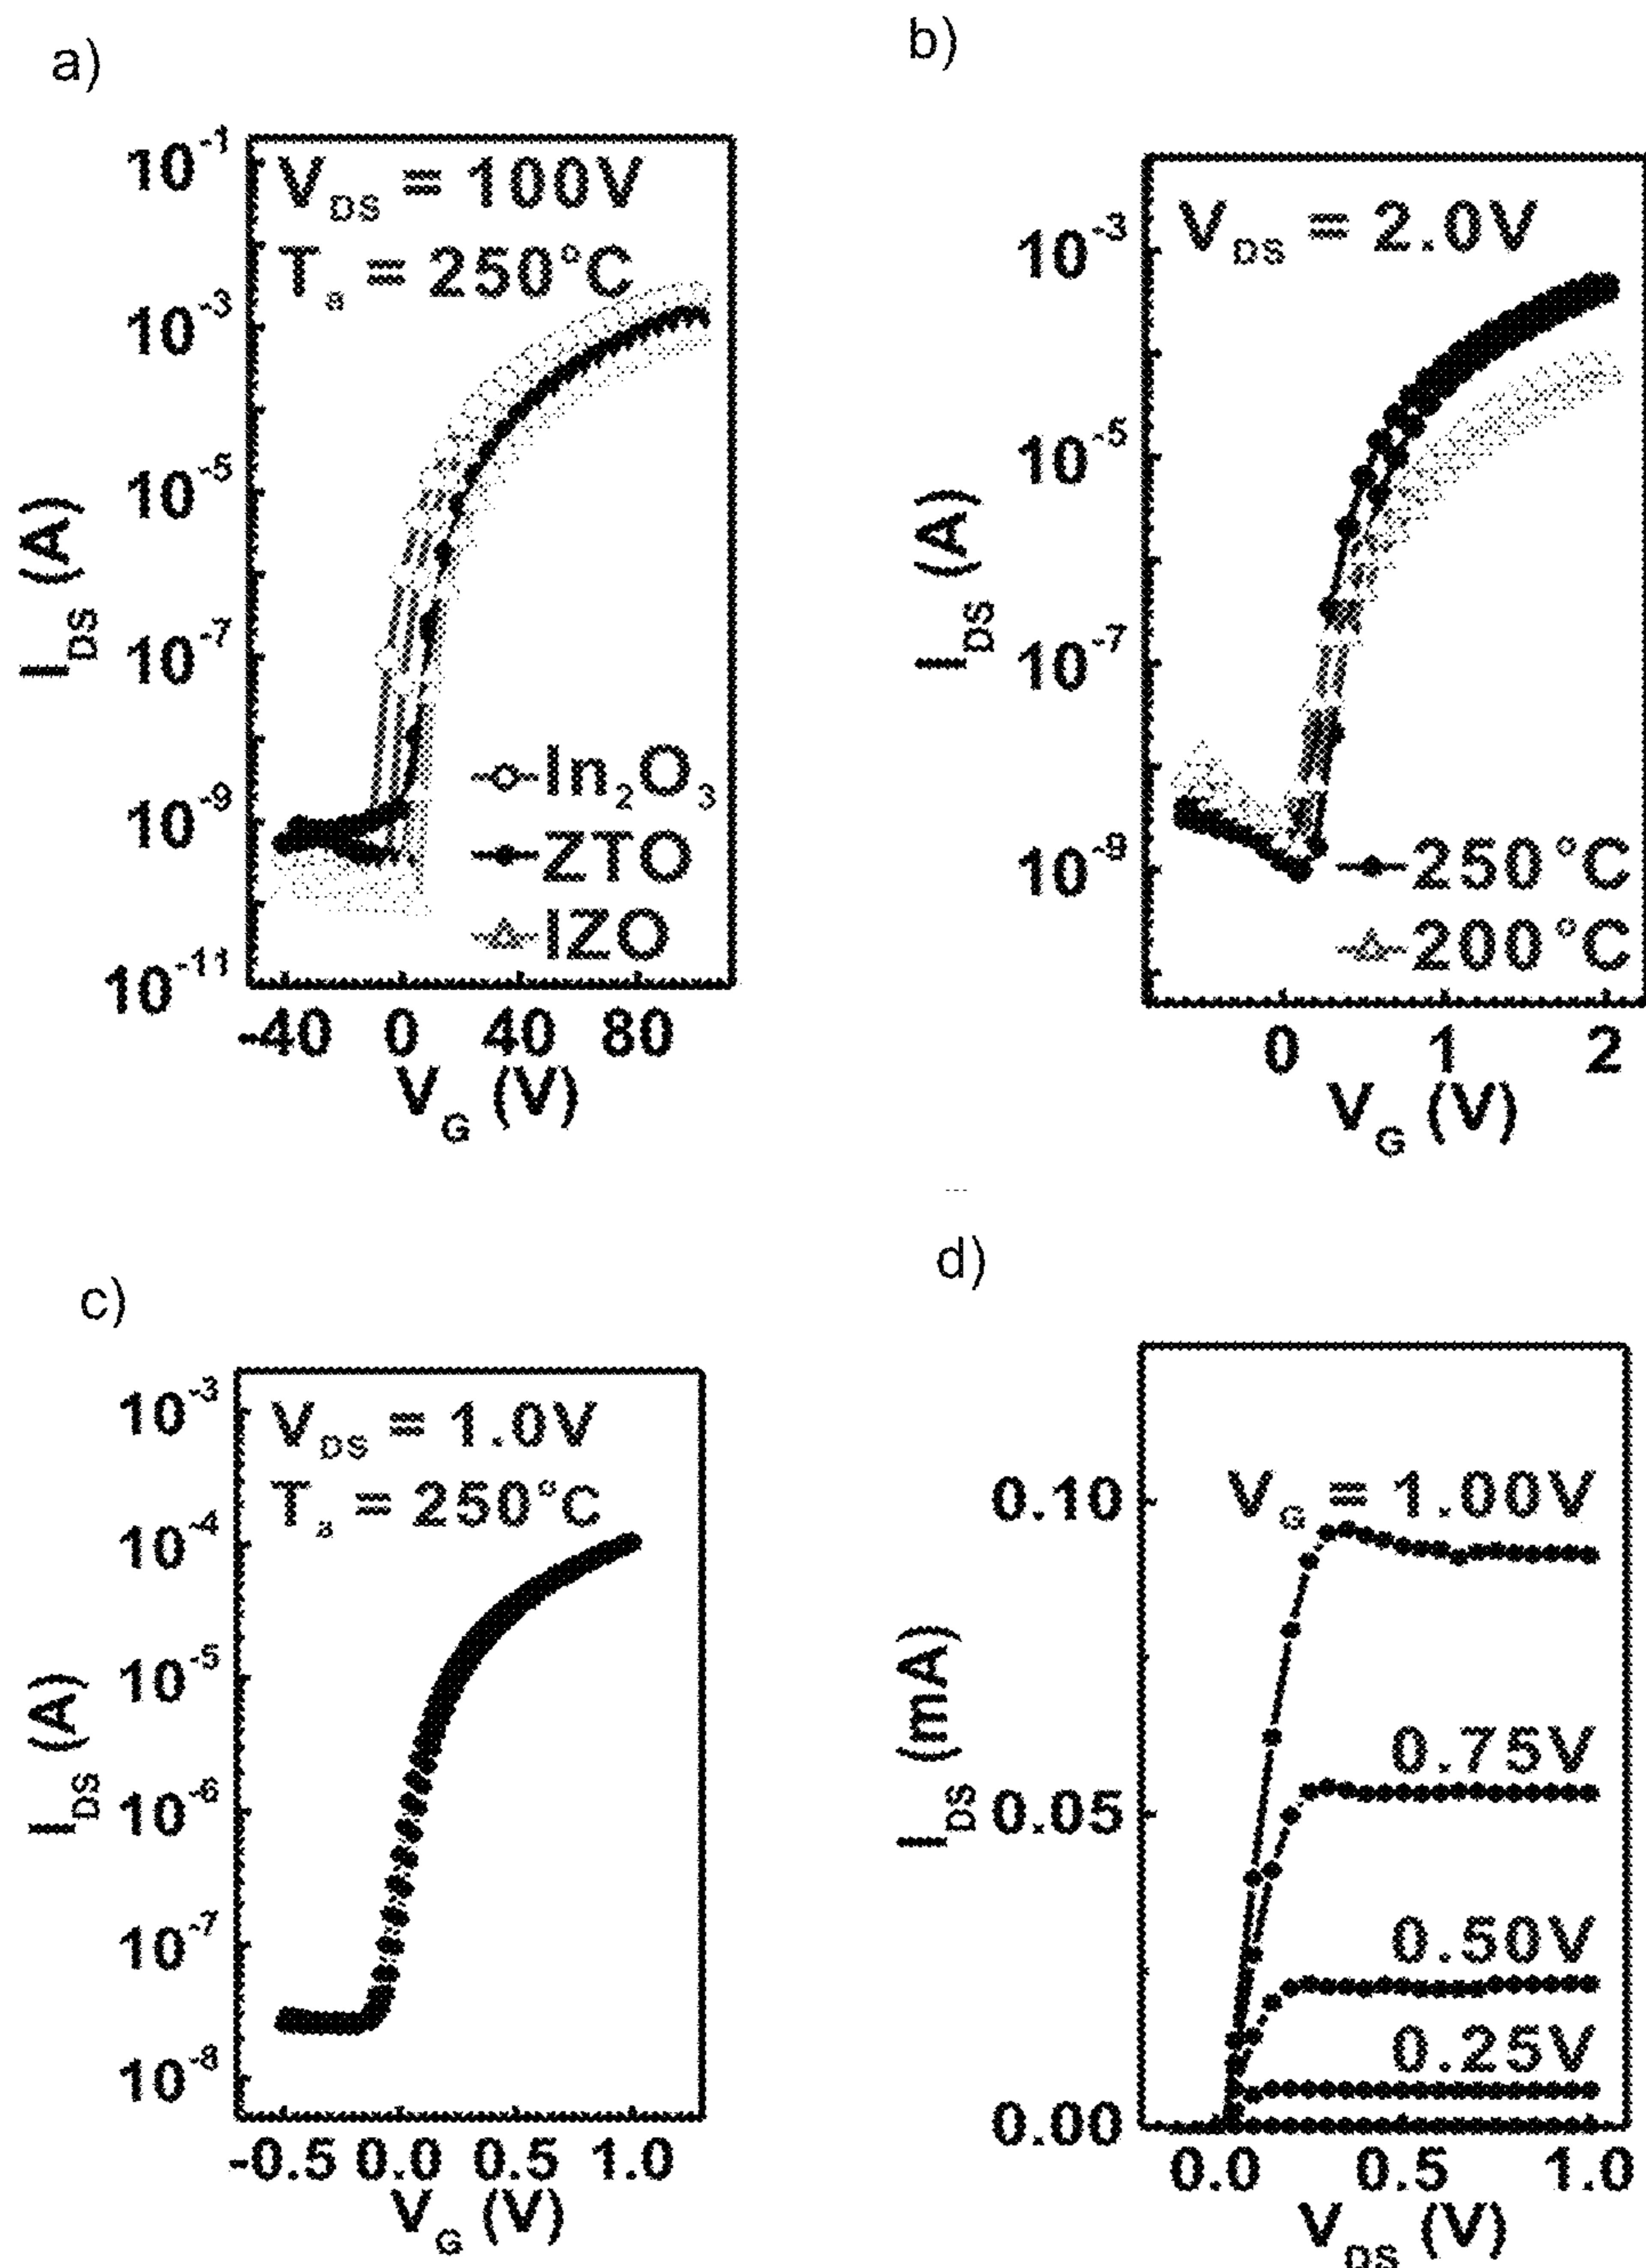 a)
10⁻¹
10⁻³
10⁻⁵
10⁻⁷
10⁻⁹
10⁻¹¹
I_DS (A)
V_DS = 100V
T_a = 250°C
In₂O₃
ZTO
IZO
-40 0 40 80
V_G (V)
b)
10⁻³
10⁻⁵
10⁻⁷
10⁻⁹
I_DS (A)
V_DS = 2.0V
250°C
200°C
0 1 2
V_G (V)
c)
10⁻³
10⁻⁴
10⁻⁵
10⁻⁶
10⁻⁷
10⁻⁸
I_DS (A)
V_DS = 1.0V
T_a = 250°C
-0.5 0.0 0.5 1.0
V_G (V)
d)
0.10
0.05
0.00
I_DS (mA)
V_G = 1.00V
0.75V
0.50V
0.25V
0.0 0.5 1.0
V_DS (V)